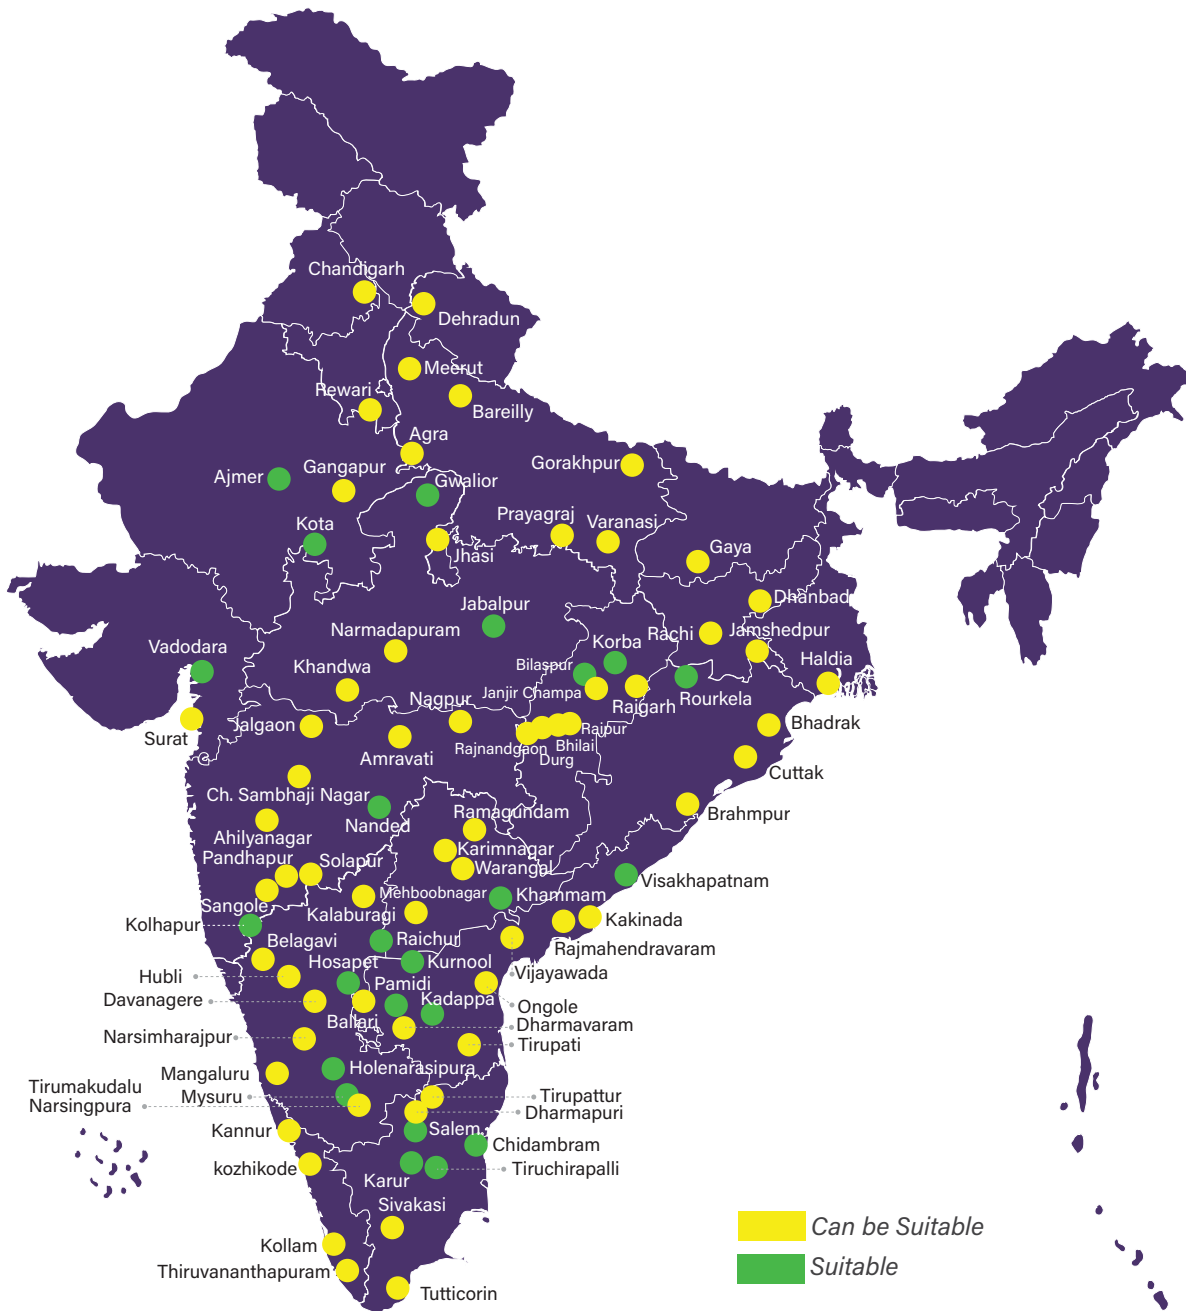 Chandigarh
Dehradun
Meerut
Rewari
Bareilly
Agra
Gorakhpur
Ajmer
Gangapur
Gwalior
Kota
Prayagraj
Varanasi
Jhasi
Gaya
Dhanbad
Jabalpur
Narmadapuram
Rachi
Jamshedpur
Vadodara
Korba
Khandwa
Bilaspur
Haldia
Janjir Champa
Rourkela
Nagpur
Raigarh
Jalgaon
Bhadrak
Surat
Raipur
Rajnandgaon
Bhilai
Amravati
Durg
Cuttak
Ch. Sambhaji Nagar
Ramagundam
Brahmpur
Nanded
Ahilyanagar
Karimnagar
Pandhapur
Solapur
Warangal
Visakhapatnam
Mehboobnagar
Khammam
Sangole
Kalaburagi
Kakinada
Kolhapur
Belagavi
Raichur
Rajmahendravaram
Hosapet
Kurnool
Vijayawada
Hubli
Pamidi
Davanagere
Kadappa
Ongole
Ballari
Dharmavaram
Narsimharajpur
Tirupati
Mangaluru
Holenarasipura
Tirumakudalu
Narsingpura
Mysuru
Tirupattur
Dharmapuri
Kannur
Salem
Chidambram
kozhikode
Tiruchirapalli
Karur
Sivakasi
Kollam
Thiruvananthapuram
Tutticorin
Can be Suitable
Suitable